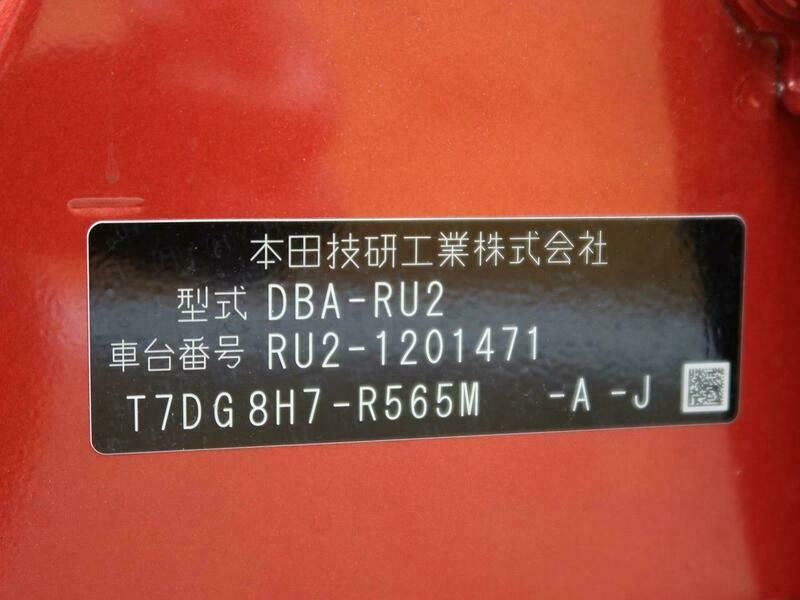 本田技研工業株式会社
型式 DBA-RU2
車台番号 RU2-1201471
T7DG8H7-R565M -A -J